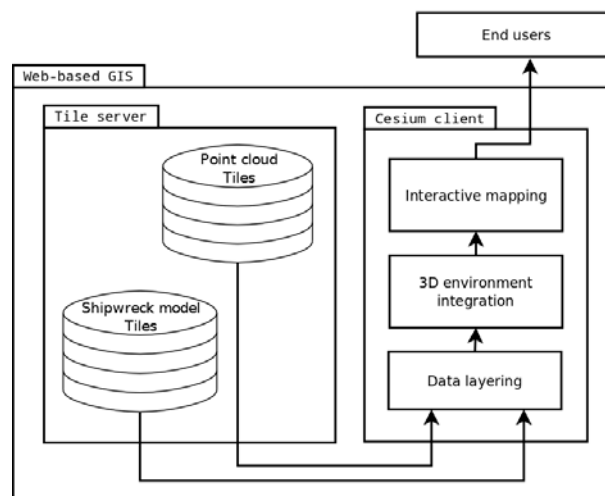 End users
Web-based GIS
Tile server
Cesium client
Point cloud
Tiles
Interactive mapping
3D environment
integration
Shipwreck model
Tiles
Data layering